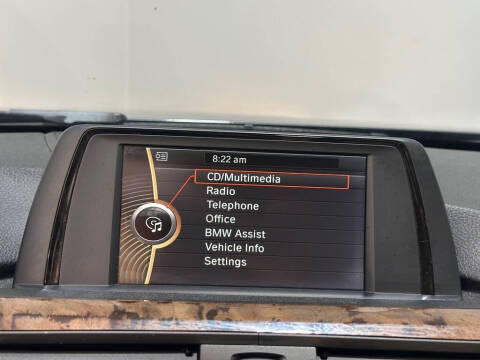 8:22 am
CD/Multimedia
Radio
Telephone
Office
BMW Assist
Vehicle Info
Settings